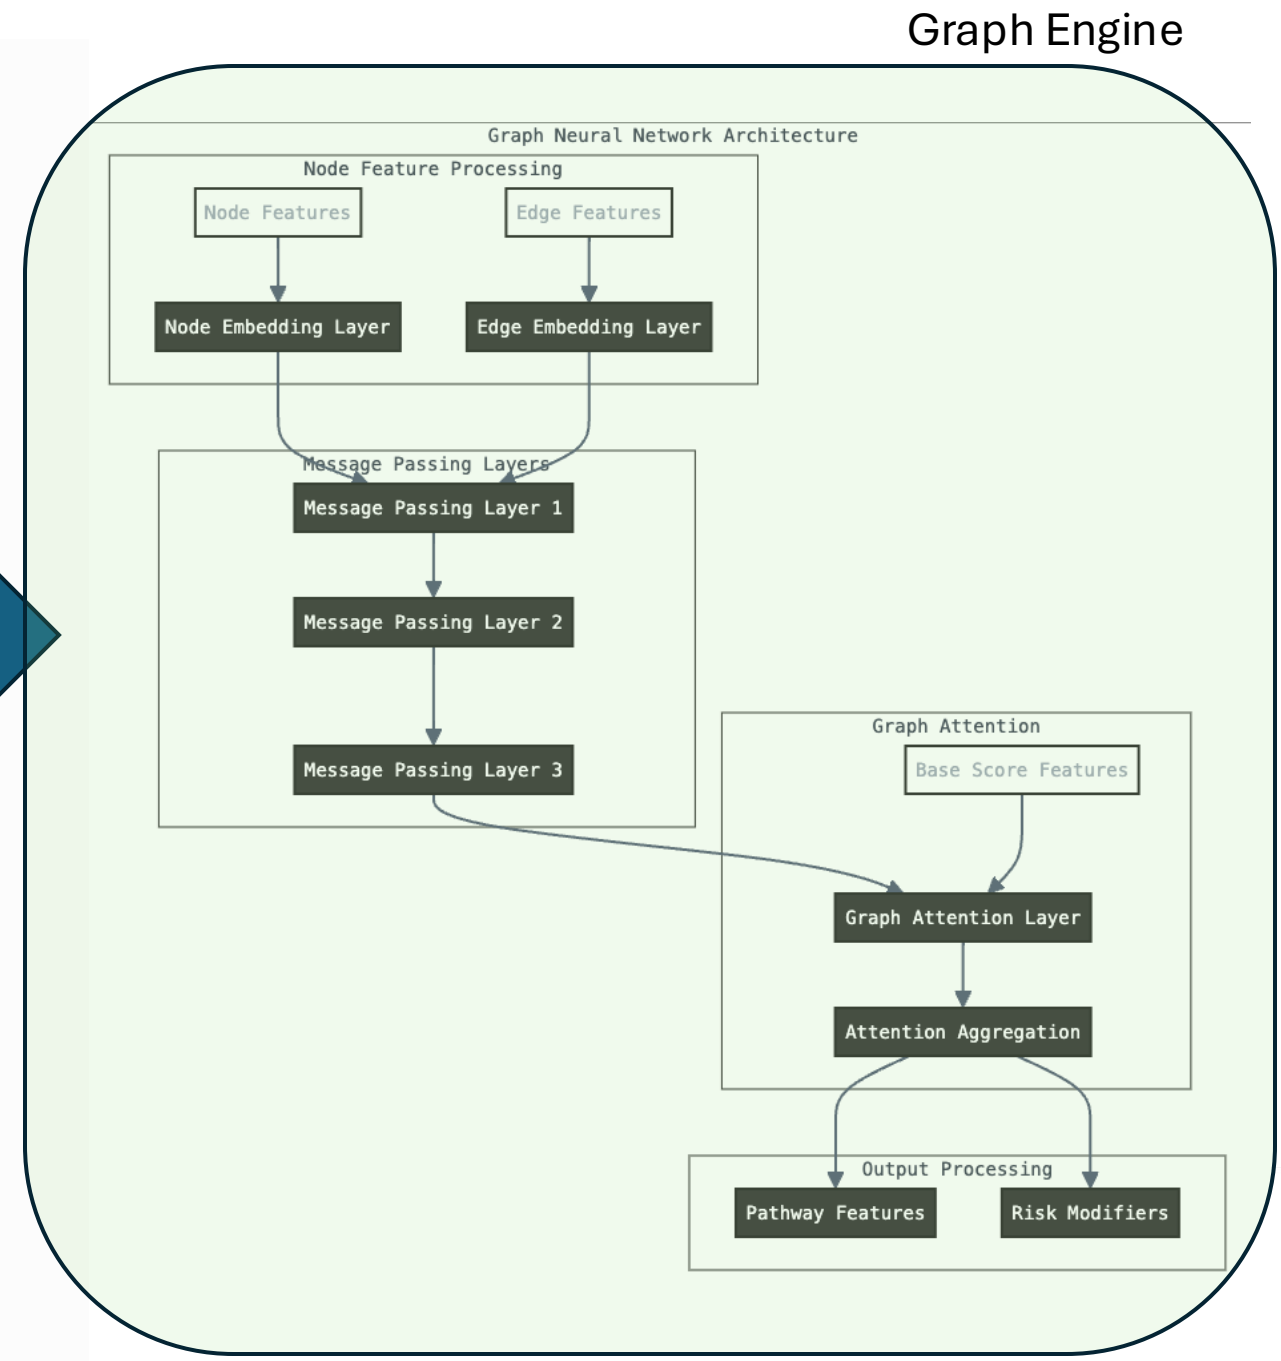 Graph Engine
Graph Neural Network Architecture
Node Feature Processing
Node Features
Edge Features
Node Embedding Layer
Edge Embedding Layer
Message Passing Layers
Message Passing Layer 1
Message Passing Layer 2
Message Passing Layer 3
Graph Attention
Base Score Features
Graph Attention Layer
Attention Aggregation
Output Processing
Pathway Features
Risk Modifiers